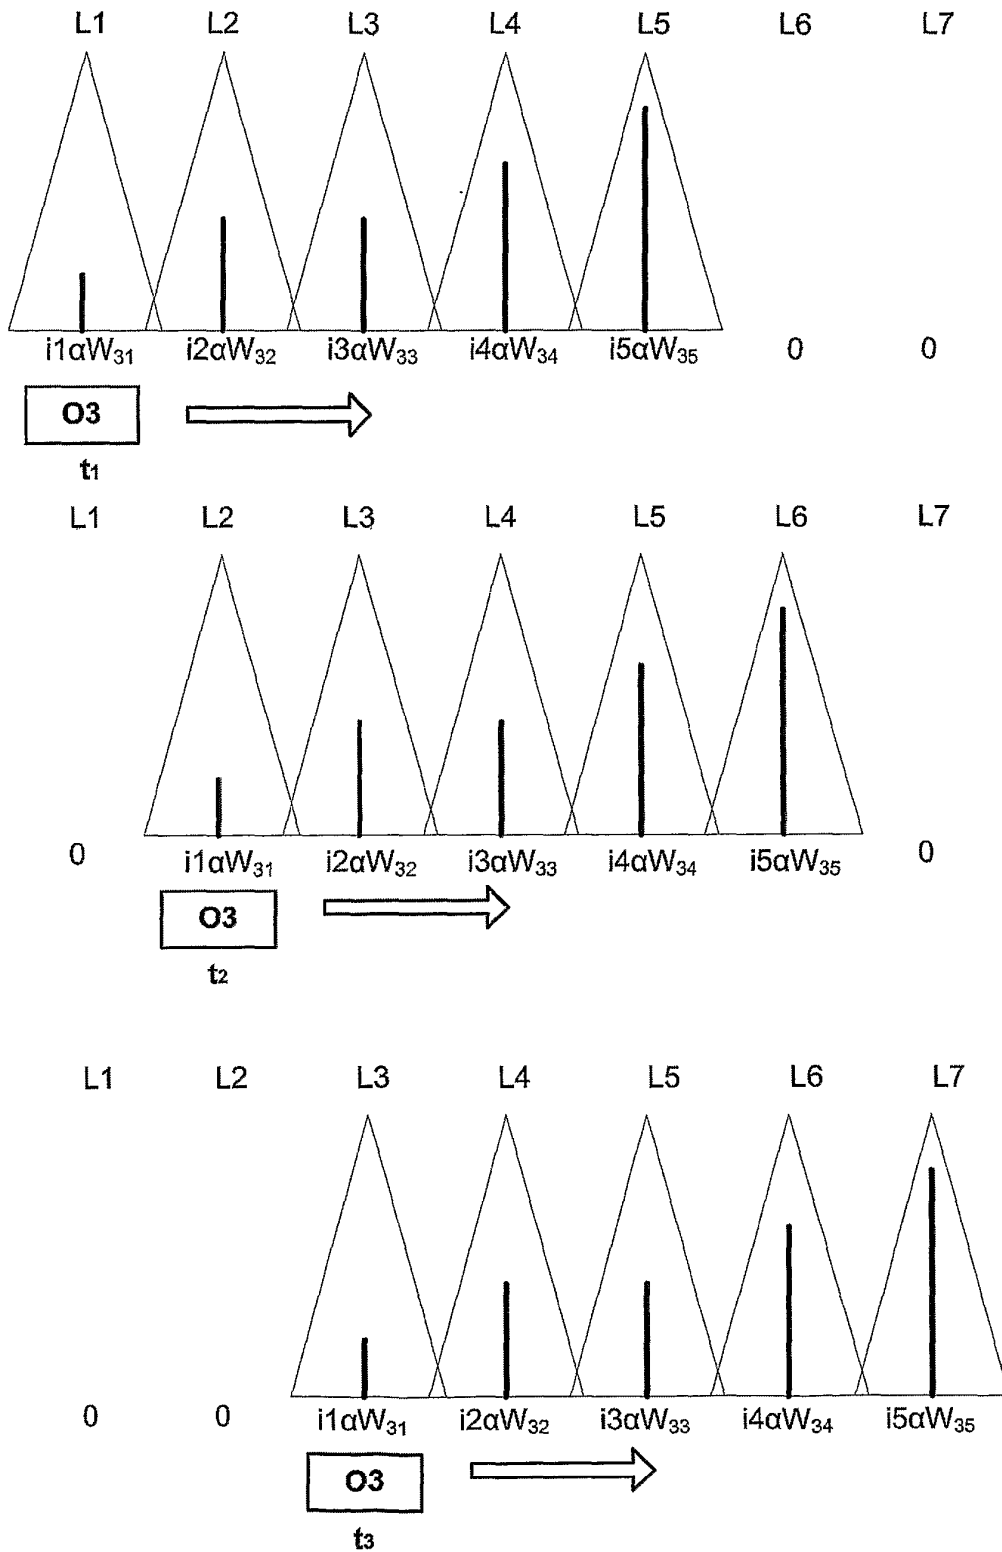 L1 L2 L3 L4 L5 L6 L7
i1αW₃₁ i2αW₃₂ i3αW₃₃ i4αW₃₄ i5αW₃₅ 0 0
O3
t₁
L1 L2 L3 L4 L5 L6 L7
0 i1αW₃₁ i2αW₃₂ i3αW₃₃ i4αW₃₄ i5αW₃₅ 0
O3
t₂
L1 L2 L3 L4 L5 L6 L7
0 0 i1αW₃₁ i2αW₃₂ i3αW₃₃ i4αW₃₄ i5αW₃₅
O3
t₃